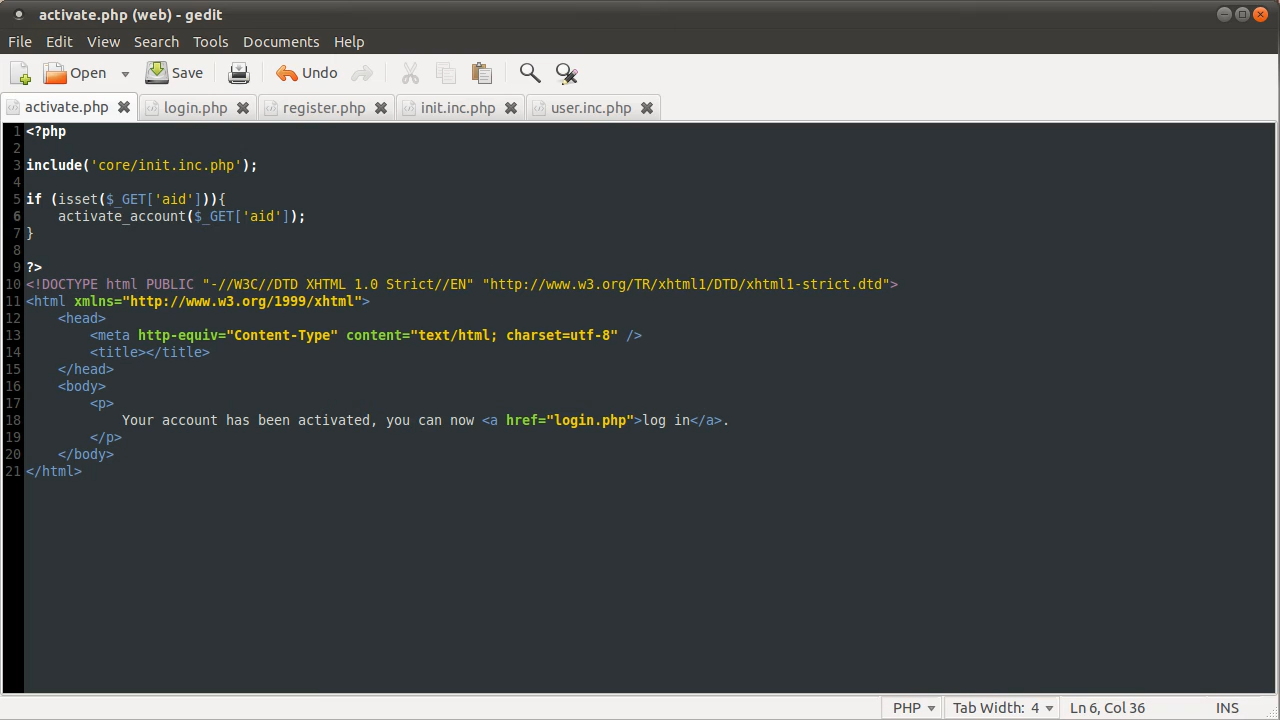 activate.php (web) - gedit
File Edit View Search Tools Documents Help
Open Save Undo
activate.php login.php register.php init.inc.php user.inc.php
1 <?php
2
3 include('core/init.inc.php');
4
5 if (isset($_GET['aid'])){
6     activate_account($_GET['aid']);
7 }
8
9 ?>
10 <!DOCTYPE html PUBLIC "-//W3C//DTD XHTML 1.0 Strict//EN" "http://www.w3.org/TR/xhtml1/DTD/xhtml1-strict.dtd">
11 <html xmlns="http://www.w3.org/1999/xhtml">
12     <head>
13         <meta http-equiv="Content-Type" content="text/html; charset=utf-8" />
14         <title></title>
15     </head>
16     <body>
17         <p>
18             Your account has been activated, you can now <a href="login.php">log in</a>.
19         </p>
20     </body>
21 </html>
PHP Tab Width: 4 Ln 6, Col 36 INS